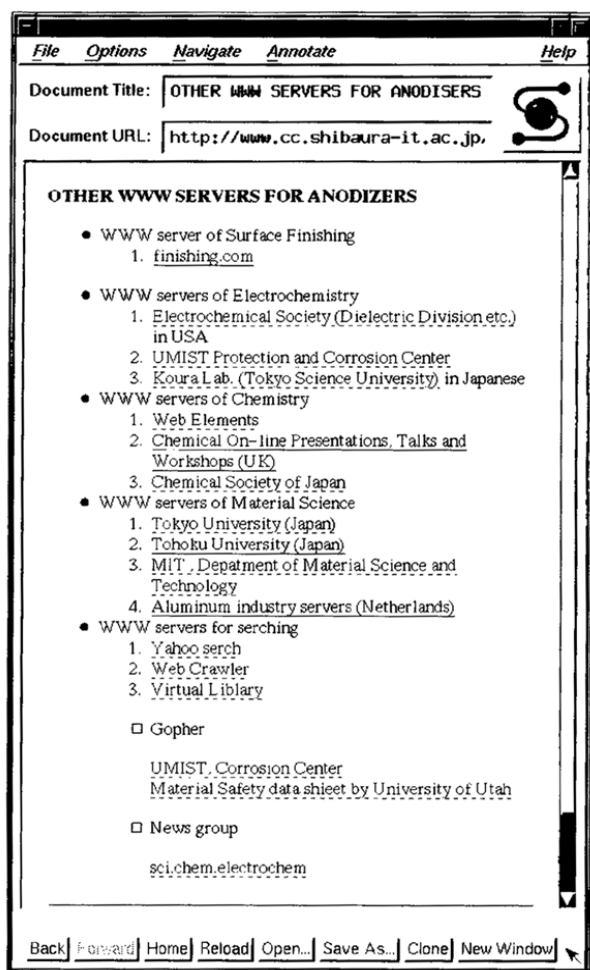 File Options Navigate Annotate Help
Document Title: OTHER WWW SERVERS FOR ANODISERS
Document URL: http://www.cc.shibaura-it.ac.jp,
OTHER WWW SERVERS FOR ANODIZERS
● WWW server of Surface Finishing
1. finishing.com
● WWW servers of Electrochemistry
1. Electrochemical Society (Dielectric Division etc.)
in USA
2. UMIST Protection and Corrosion Center
3. Koura Lab. (Tokyo Science University) in Japanese
● WWW servers of Chemistry
1. Web Elements
2. Chemical On-line Presentations, Talks and
Workshops (UK)
3. Chemical Society of Japan
● WWW servers of Material Science
1. Tokyo University (Japan)
2. Tohoku University (Japan)
3. MIT, Depatment of Material Science and
Technology
4. Aluminum industry servers (Netherlands)
● WWW servers for serching
1. Yahoo serch
2. Web Crawler
3. Virtual Liblary
□ Gopher
UMIST, Corrosion Center
Material Safety data shieet by University of Utah
□ News group
sci.chem.electrochem
Back Forward Home Reload Open... Save As... Clone New Window